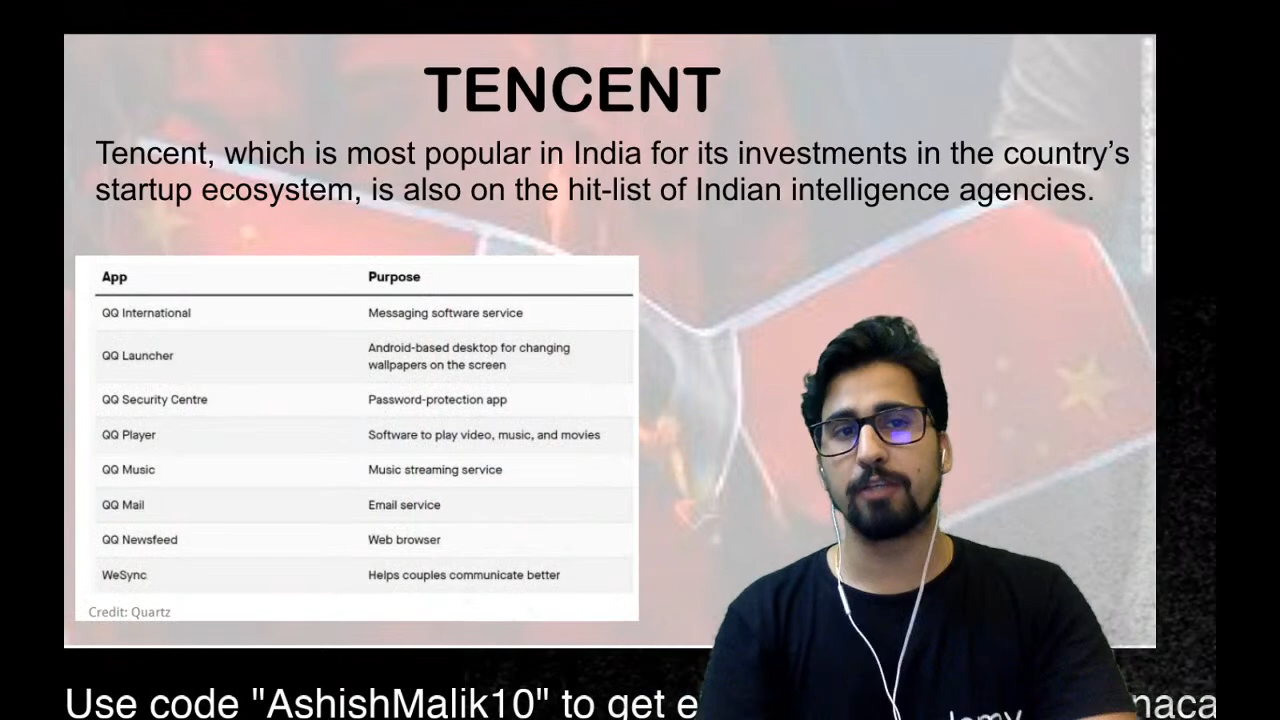 TENCENT
Tencent, which is most popular in India for its investments in the country’s
startup ecosystem, is also on the hit-list of Indian intelligence agencies.
App Purpose
QQ International Messaging software service
QQ Launcher Android-based desktop for changing
wallpapers on the screen
QQ Security Centre Password-protection app
QQ Player Software to play video, music, and movies
QQ Music Music streaming service
QQ Mail Email service
QQ Newsfeed Web browser
WeSync Helps couples communicate better
Credit: Quartz
Use code "AshishMalik10" to get